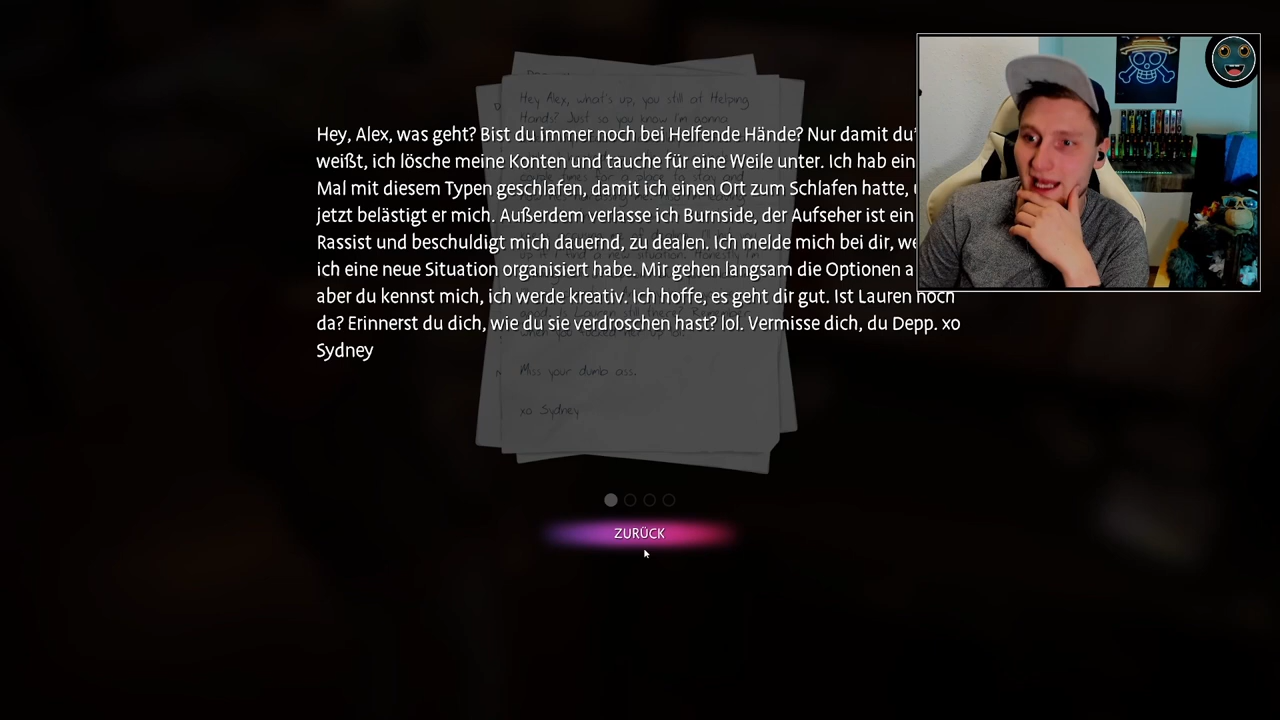 Hey Alex, what's up, you still at Helping
Hands? Just so you know I'm gonna
Hey, Alex, was geht? Bist du immer noch bei Helfende Hände? Nur damit du'
weißt, ich lösche meine Konten und tauche für eine Weile unter. Ich hab ein
Mal mit diesem Typen geschlafen, damit ich einen Ort zum Schlafen hatte,
jetzt belästigt er mich. Außerdem verlasse ich Burnside, der Aufseher ist ein
Rassist und beschuldigt mich dauernd, zu dealen. Ich melde mich bei dir, we
ich eine neue Situation organisiert habe. Mir gehen langsam die Optionen a
aber du kennst mich, ich werde kreativ. Ich hoffe, es geht dir gut. Ist Lauren noch
da? Erinnerst du dich, wie du sie verdroschen hast? lol. Vermisse dich, du Depp. xo
Sydney
Miss your dumb ass.
xo Sydney
ZURÜCK